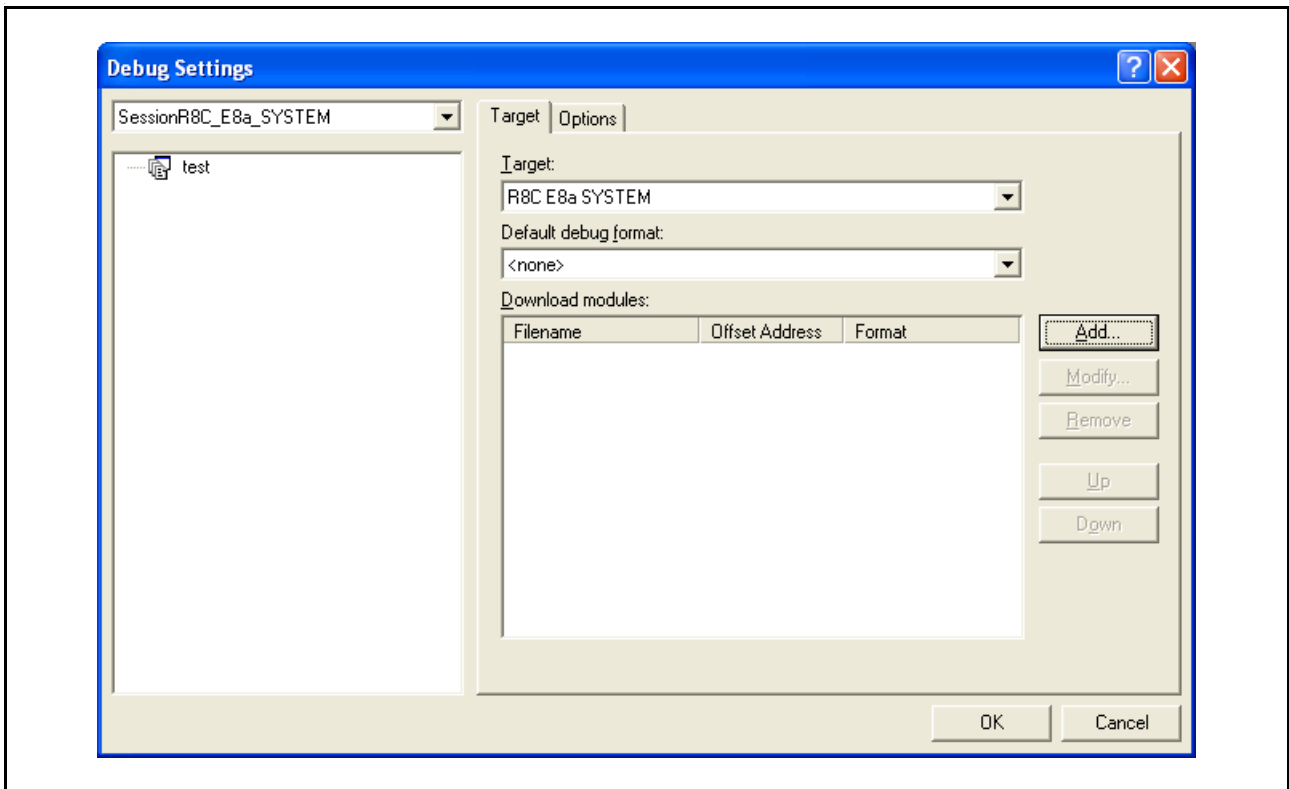 Debug Settings
SessionR8C_E8a_SYSTEM
test
Target Options
Target:
R8C E8a SYSTEM
Default debug format:
<none>
Download modules:
Filename Offset Address Format
Add...
Modify...
Remove
Up
Down
OK Cancel